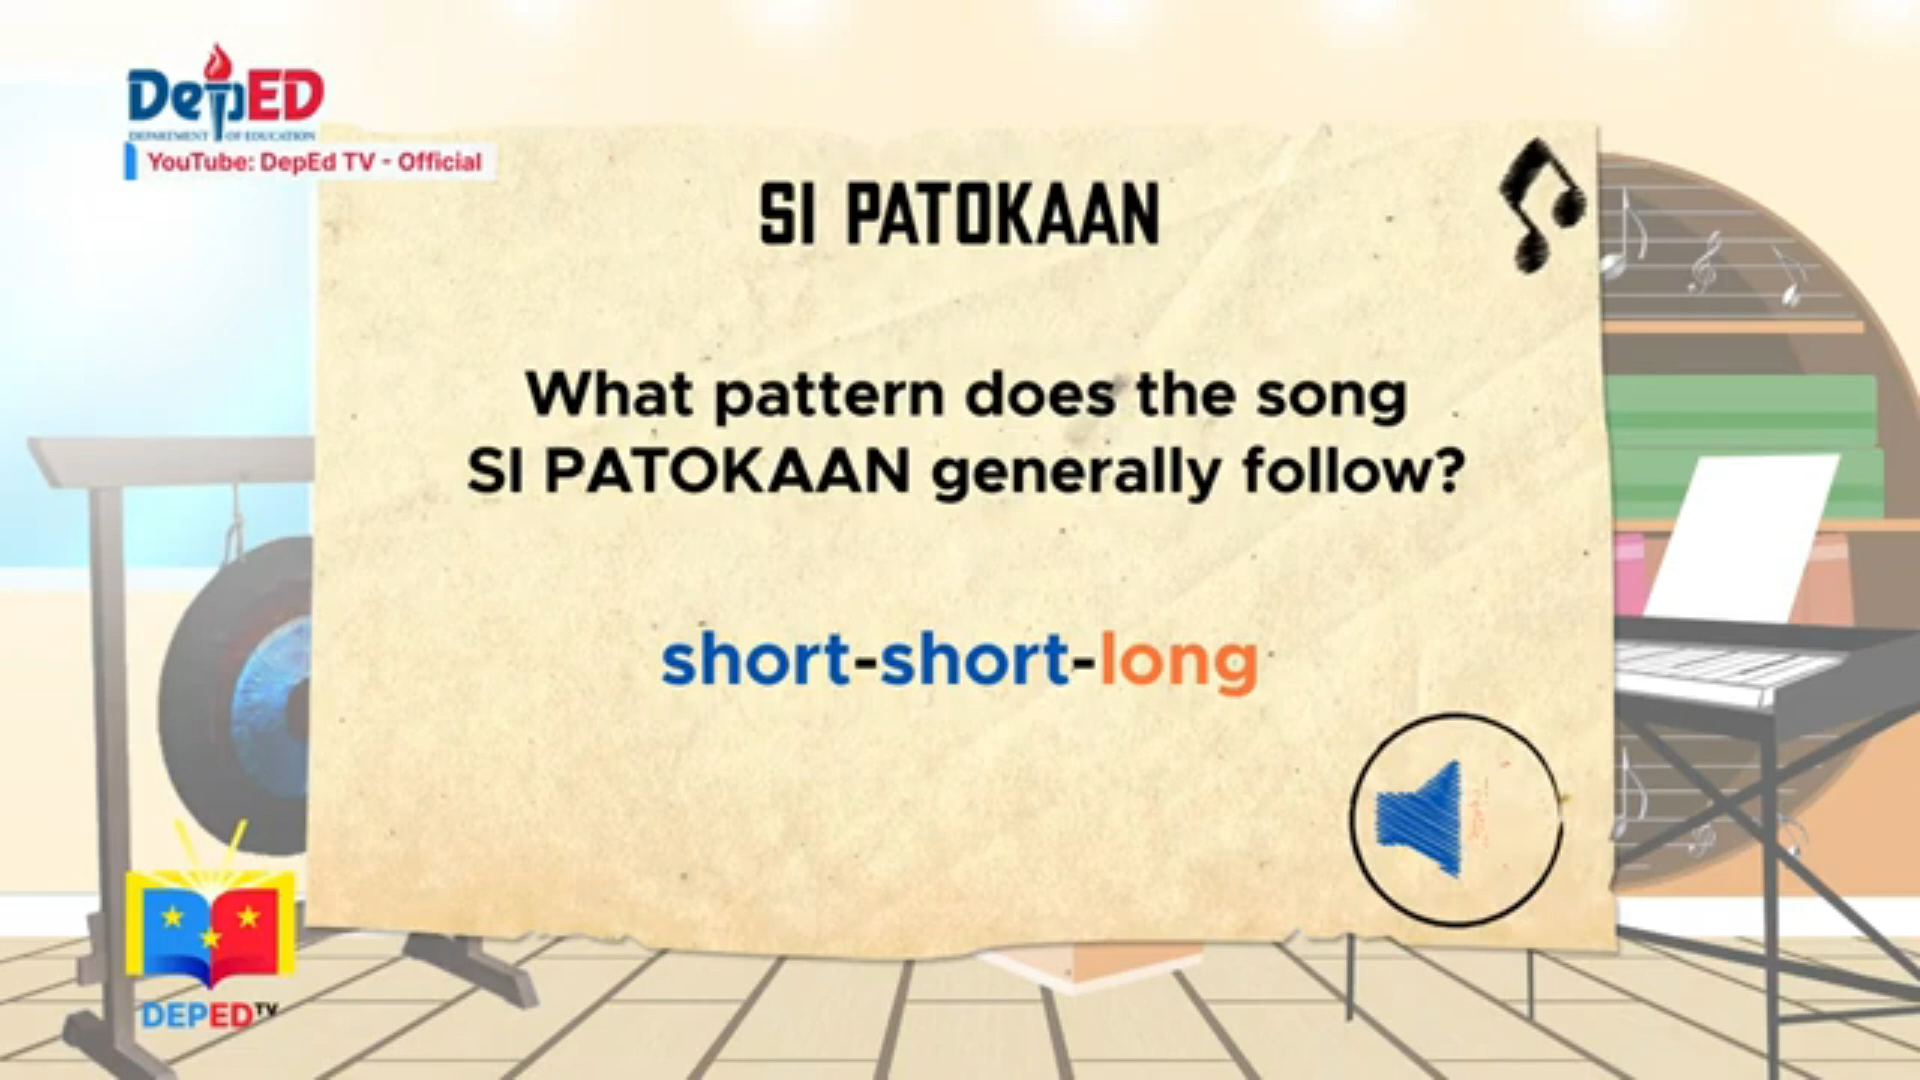 DepED
DEPARTMENT OF EDUCATION
YouTube: DepEd TV - Official
SI PATOKAAN
What pattern does the song
SI PATOKAAN generally follow?
short-short-long
DEPED TV